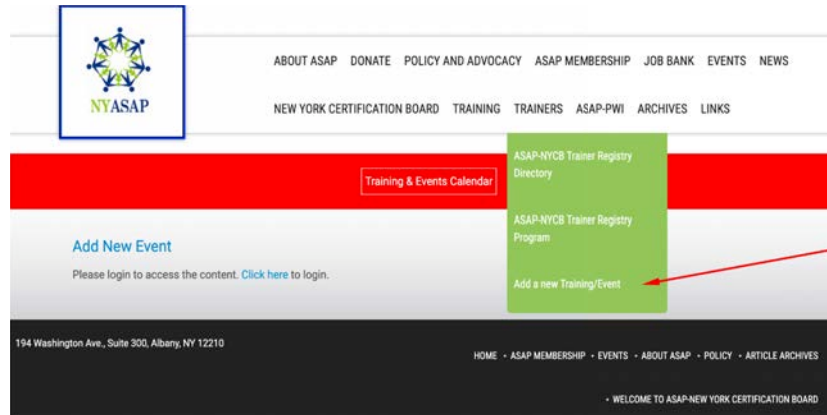 NYASAP
ABOUT ASAP DONATE POLICY AND ADVOCACY ASAP MEMBERSHIP JOB BANK EVENTS NEWS
NEW YORK CERTIFICATION BOARD TRAINING TRAINERS ASAP-PWI ARCHIVES LINKS
ASAP-NYCB Trainer Registry
Directory
Training & Events Calendar
ASAP-NYCB Trainer Registry
Program
Add a new Training/Event
Add New Event
Please login to access the content. Click here to login.
194 Washington Ave., Suite 300, Albany, NY 12210
HOME • ASAP MEMBERSHIP • EVENTS • ABOUT ASAP • POLICY • ARTICLE ARCHIVES
• WELCOME TO ASAP-NEW YORK CERTIFICATION BOARD